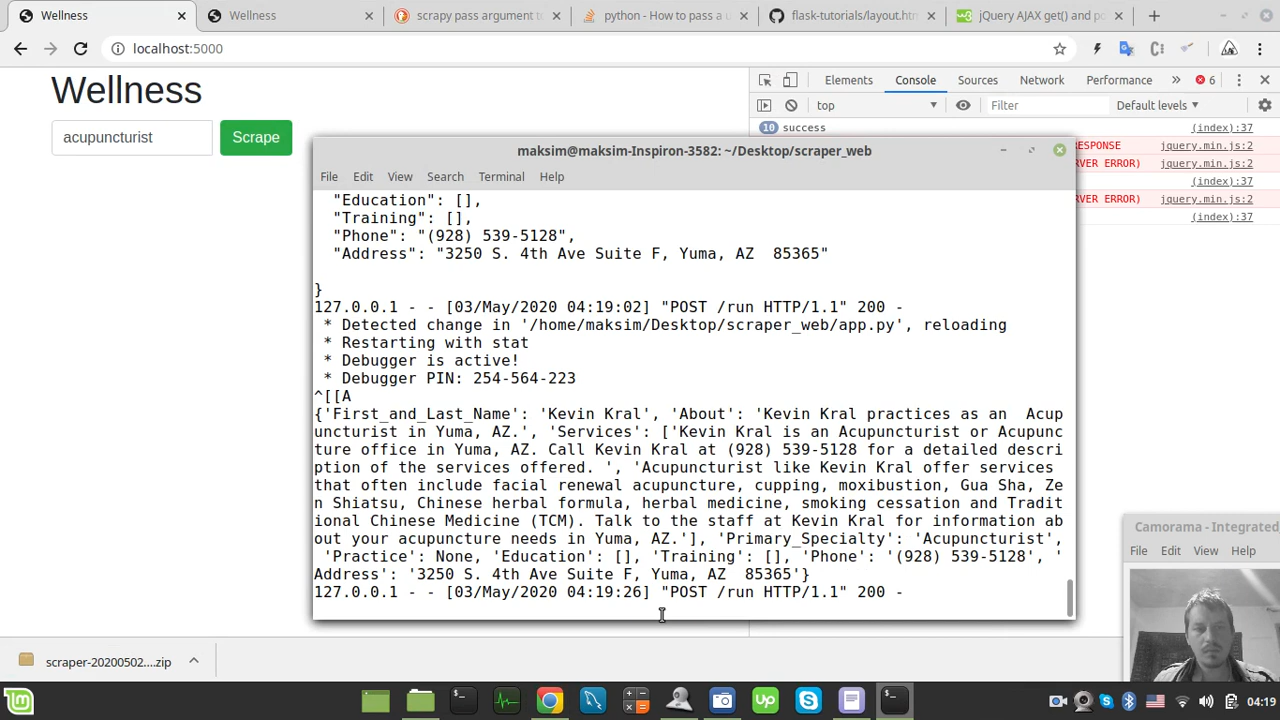 Wellness
Wellness
scrapy pass argument to
python - How to pass a u
flask-tutorials/layout.htm
jQuery AJAX get() and po
localhost:5000
Elements Console Sources Network Performance 6
top Filter Default levels
Wellness
acupuncturist Scrape
10 success (index):37
ESPONSE jquery.min.js:2
VER ERROR) jquery.min.js:2
(index):37
VER ERROR) jquery.min.js:2
(index):37
maksim@maksim-Inspiron-3582: ~/Desktop/scraper_web
File Edit View Search Terminal Help
"Education": [],
"Training": [],
"Phone": "(928) 539-5128",
"Address": "3250 S. 4th Ave Suite F, Yuma, AZ  85365"
}
127.0.0.1 - - [03/May/2020 04:19:02] "POST /run HTTP/1.1" 200 -
* Detected change in '/home/maksim/Desktop/scraper_web/app.py', reloading
* Restarting with stat
* Debugger is active!
* Debugger PIN: 254-564-223
^[[A
{'First_and_Last_Name': 'Kevin Kral', 'About': 'Kevin Kral practices as an  Acup
uncturist in Yuma, AZ.', 'Services': ['Kevin Kral is an Acupuncturist or Acupunc
ture office in Yuma, AZ. Call Kevin Kral at (928) 539-5128 for a detailed descri
ption of the services offered. ', 'Acupuncturist like Kevin Kral offer services
that often include facial renewal acupuncture, cupping, moxibustion, Gua Sha, Ze
n Shiatsu, Chinese herbal formula, herbal medicine, smoking cessation and Tradit
ional Chinese Medicine (TCM). Talk to the staff at Kevin Kral for information ab
out your acupuncture needs in Yuma, AZ.'], 'Primary_Specialty': 'Acupuncturist',
'Practice': None, 'Education': [], 'Training': [], 'Phone': '(928) 539-5128', '
Address': '3250 S. 4th Ave Suite F, Yuma, AZ  85365'}
127.0.0.1 - - [03/May/2020 04:19:26] "POST /run HTTP/1.1" 200 -
Camorama - Integrated
File Edit View Help
scraper-20200502....zip
04:19